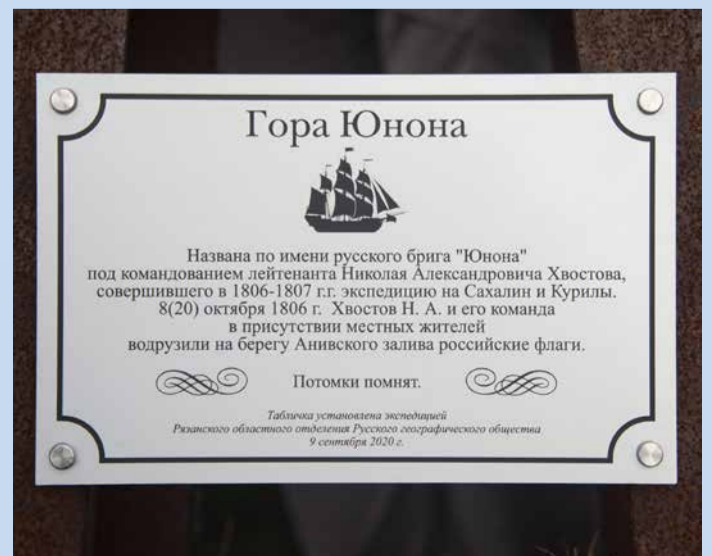 Гора Юнона
Названа по имени русского брига "Юнона"
под командованием лейтенанта Николая Александровича Хвостова,
совершившего в 1806-1807 г.г. экспедицию на Сахалин и Курилы.
8(20) октября 1806 г. Хвостов Н. А. и его команда
в присутствии местных жителей
водрузили на берегу Анивского залива российские флаги.
Потомки помнят.
Табличка установлена экспедицией
Рязанского областного отделения Русского географического общества
9 сентября 2020 г.